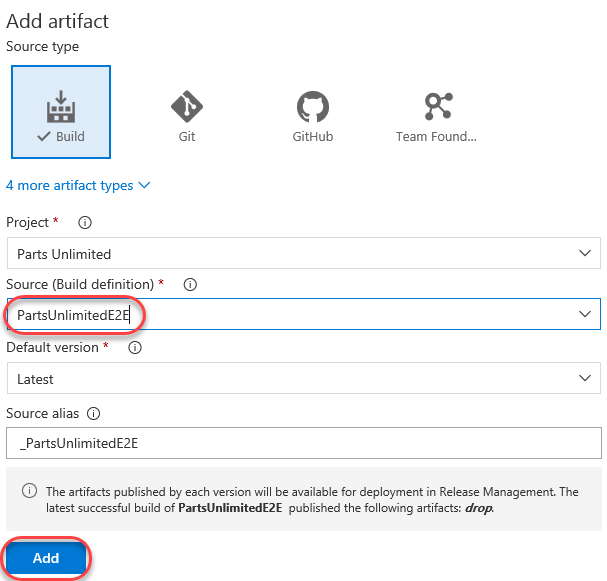 Add artifact
Source type
Build
Git
GitHub
Team Found...
4 more artifact types
Project *
Parts Unlimited
Source (Build definition) *
PartsUnlimitedE2E
Default version *
Latest
Source alias
_PartsUnlimitedE2E
The artifacts published by each version will be available for deployment in Release Management. The
latest successful build of PartsUnlimitedE2E published the following artifacts: drop.
Add